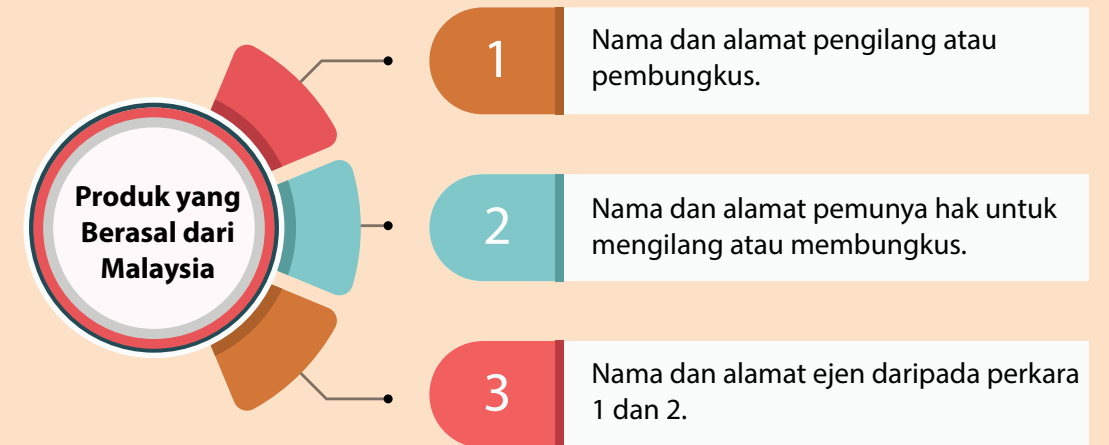 Produk yang
Berasal dari
Malaysia
1
Nama dan alamat pengilang atau
pembungkus.
2
Nama dan alamat pemunya hak untuk
mengilang atau membungkus.
3
Nama dan alamat ejen daripada perkara
1 dan 2.